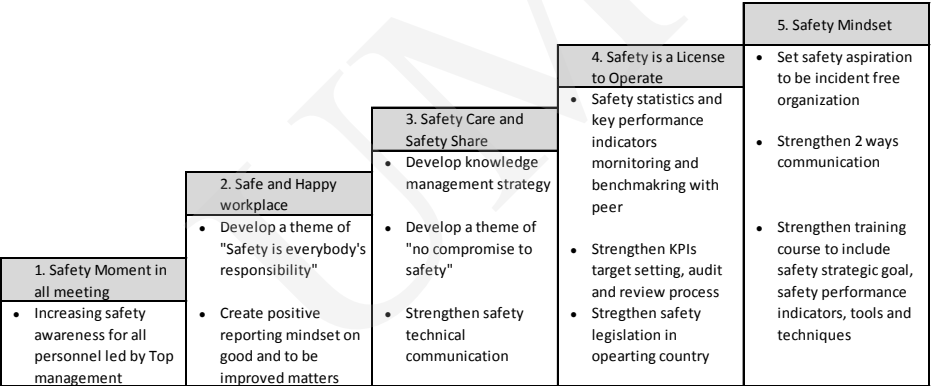 1. Safety Moment in
all meeting
• Increasing safety
awareness for all
personnel led by Top
management
2. Safe and Happy
workplace
• Develop a theme of
"Safety is everybody's
responsibility"
• Create positive
reporting mindset on
good and to be
improved matters
3. Safety Care and
Safety Share
• Develop knowledge
management strategy
• Develop a theme of
"no compromise to
safety"
• Strengthen safety
technical
communication
4. Safety is a License
to Operate
• Safety statistics and
key performance
indicators
mornitoring and
benchmakring with
peer
• Strengthen KPIs
target setting, audit
and review process
• Stregthen safety
legislation in
opearting country
5. Safety Mindset
• Set safety aspiration
to be incident free
organization
• Strengthen 2 ways
communication
• Strengthen training
course to include
safety strategic goal,
safety performance
indicators, tools and
techniques
UM